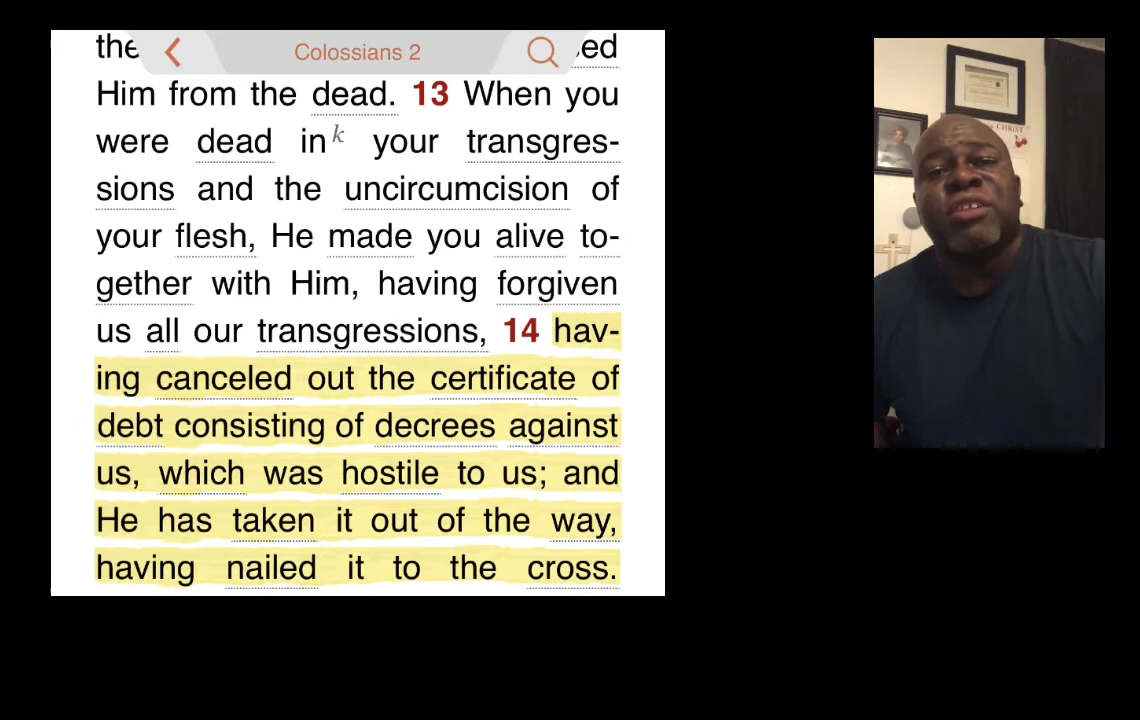 the
Colossians 2
sed
Him from the dead. 13 When you
were dead in k your transgres-
sions and the uncircumcision of
your flesh, He made you alive to-
gether with Him, having forgiven
us all our transgressions, 14 hav-
ing canceled out the certificate of
debt consisting of decrees against
us, which was hostile to us; and
He has taken it out of the way,
having nailed it to the cross.
CHRIST